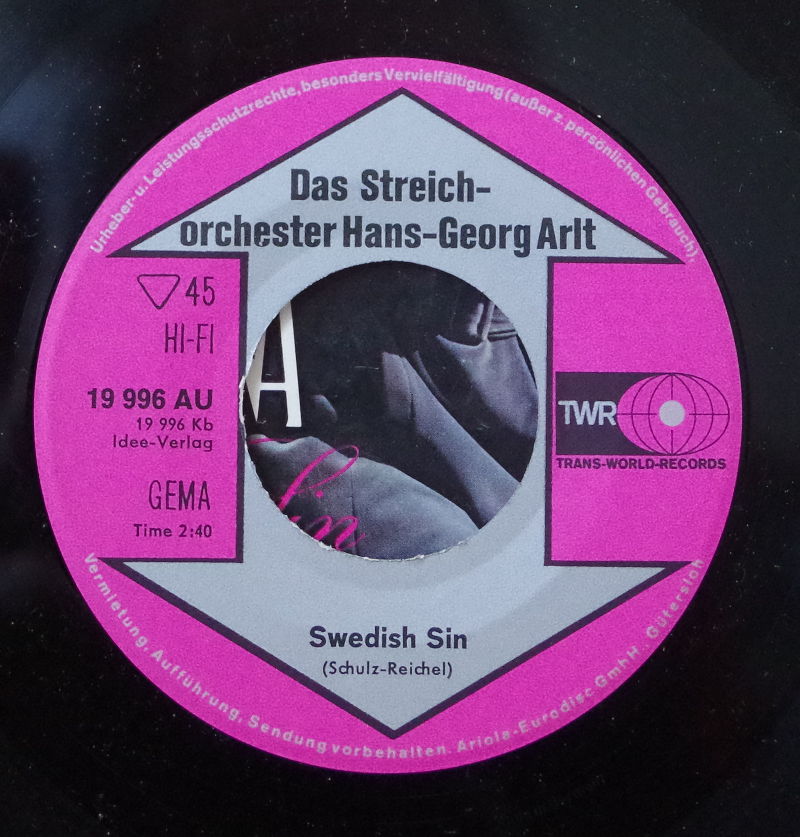 Urheber- u. Leistungsschutzrechte, besonders Vervielfältigung (außer z. persönlichen Gebrauch),
Das Streich-
orchester Hans-Georg Arlt
45
HI-FI
19 996 AU
19 996 Kb
Idee-Verlag
GEMA
Time 2:40
TWR
TRANS-WORLD-RECORDS
A
Swedish Sin
(Schulz-Reichel)
Vermietung, Aufführung, Sendung vorbehalten. Ariola-Eurodisc GmbH., Gütersloh